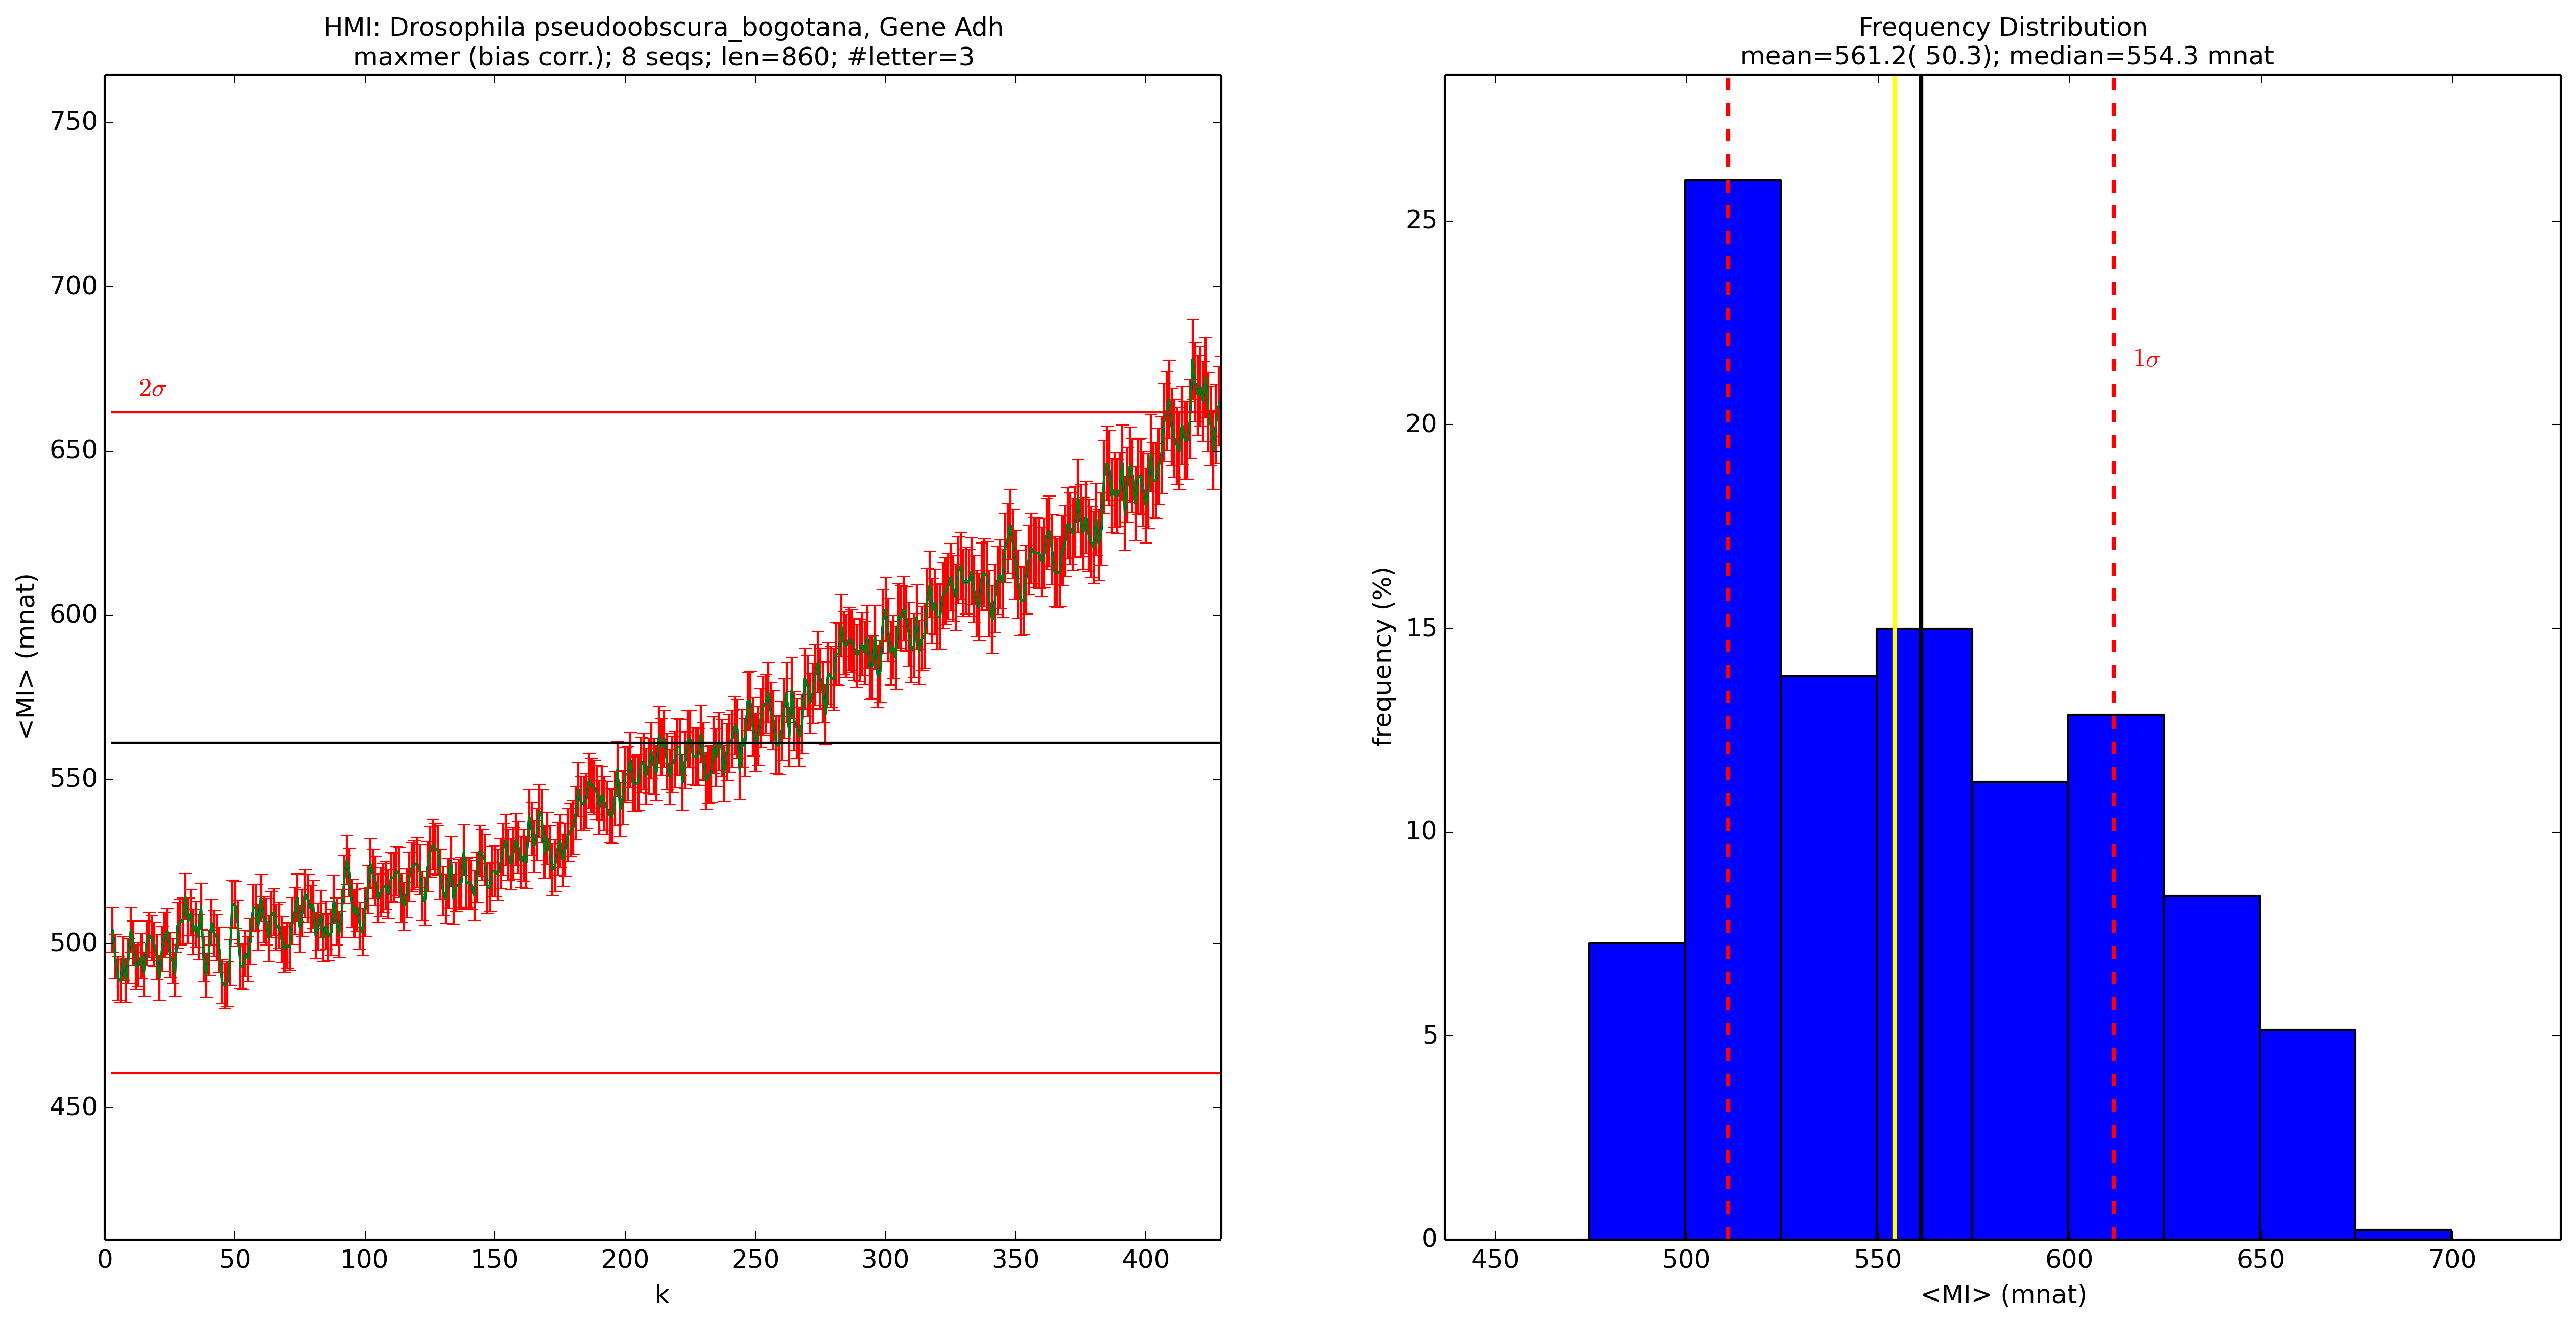 HMI: Drosophila pseudoobscura_bogotana, Gene Adh
maxmer (bias corr.); 8 seqs; len=860; #letter=3
750
700
650
600
550
500
450
2σ
<MI> (mnat)
0 50 100 150 200 250 300 350 400
k
Frequency Distribution
mean=561.2( 50.3); median=554.3 mnat
25
20
15
10
5
0
1σ
frequency (%)
450 500 550 600 650 700
<MI> (mnat)